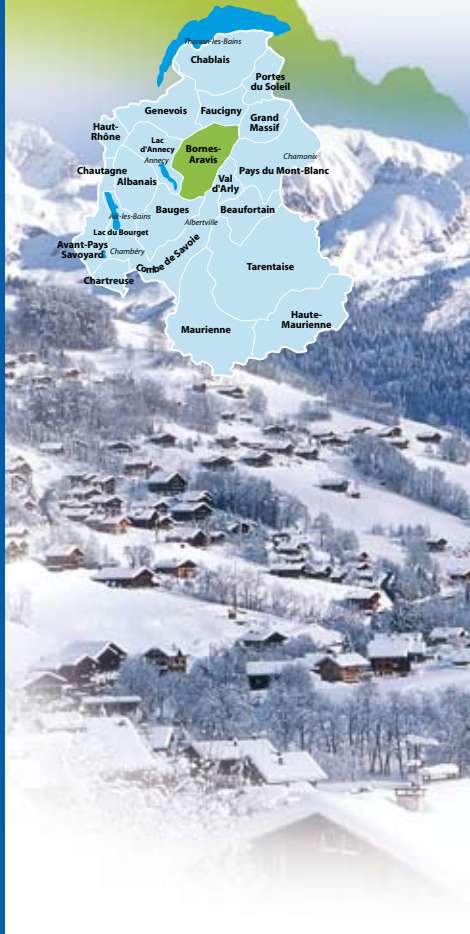 Thonon-les-Bains
Chablais
Portes
du Soleil
Genevois
Faucigny
Grand
Massif
Haut-
Rhône
Lac
d'Annecy
Annecy
Bornes-
Aravis
Chamonix
Chautagne
Albanais
Val
d'Arly
Pays du Mont-Blanc
Bauges
Beaufortain
Aix-les-Bains
Albertville
Lac du Bourget
Avant-Pays
Savoyard
Chambéry
Combe de Savoie
Chartreuse
Tarentaise
Maurienne
Haute-
Maurienne